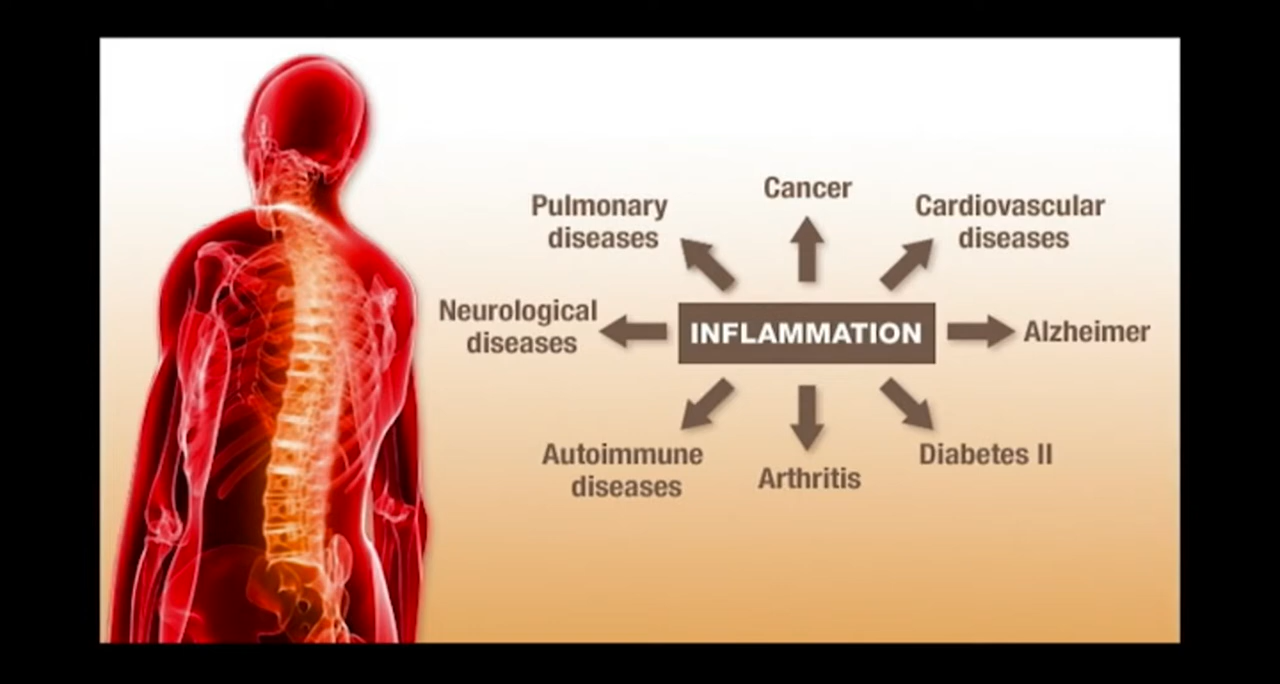 Cancer
Pulmonary
diseases
Cardiovascular
diseases
Neurological
diseases
INFLAMMATION
Alzheimer
Autoimmune
diseases
Arthritis
Diabetes II